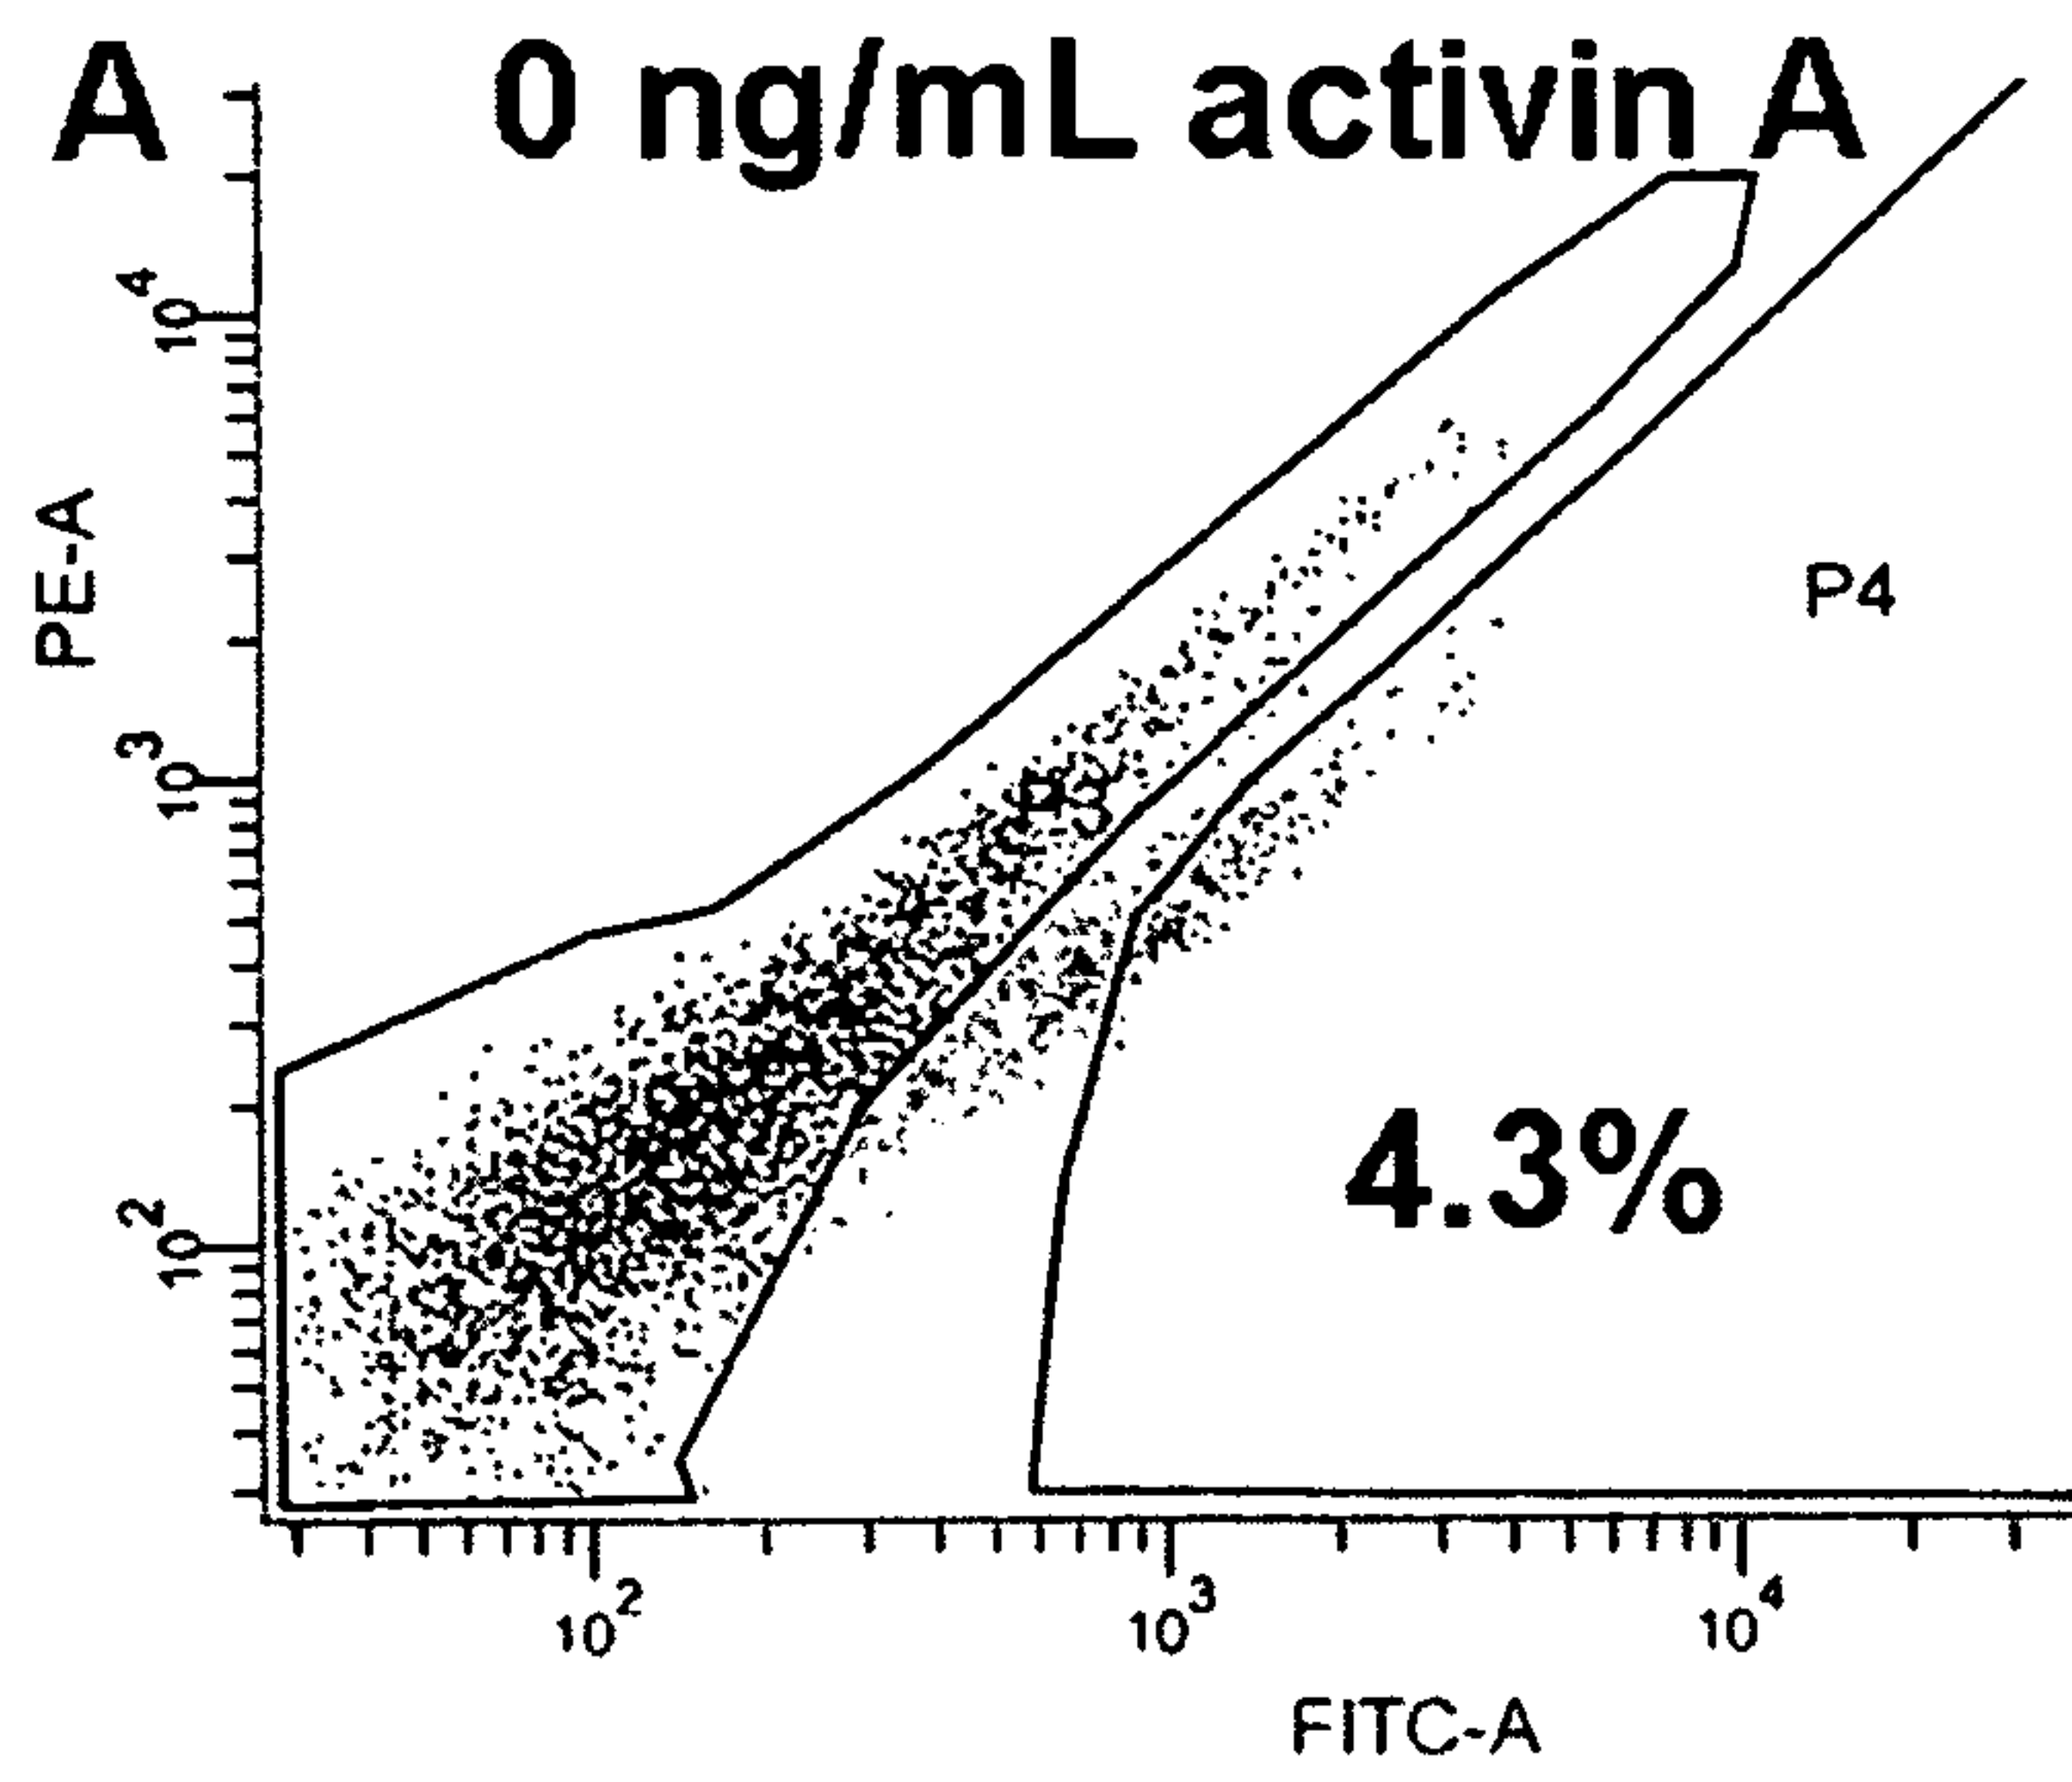 A 0 ng/mL activin A
10^4
PE-A
P4
10^3
P3
4.3%
10^2
10^2 10^3 10^4
FITC-A